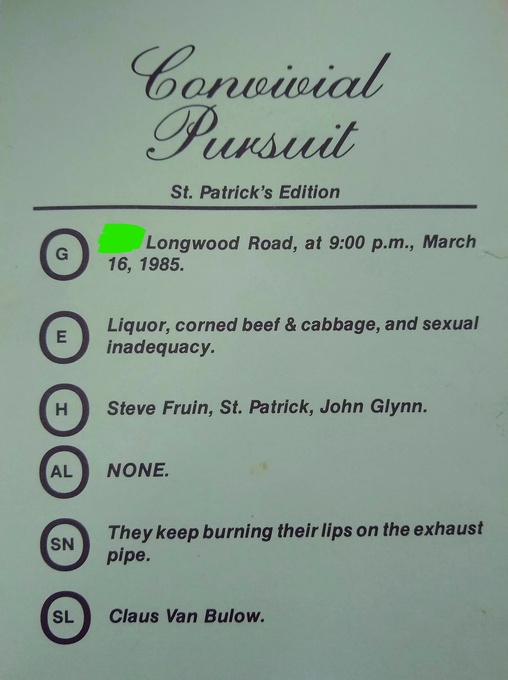 Convivial
Pursuit
St. Patrick's Edition
G Longwood Road, at 9:00 p.m., March
16, 1985.
E Liquor, corned beef & cabbage, and sexual
inadequacy.
H Steve Fruin, St. Patrick, John Glynn.
AL NONE.
SN They keep burning their lips on the exhaust
pipe.
SL Claus Van Bulow.